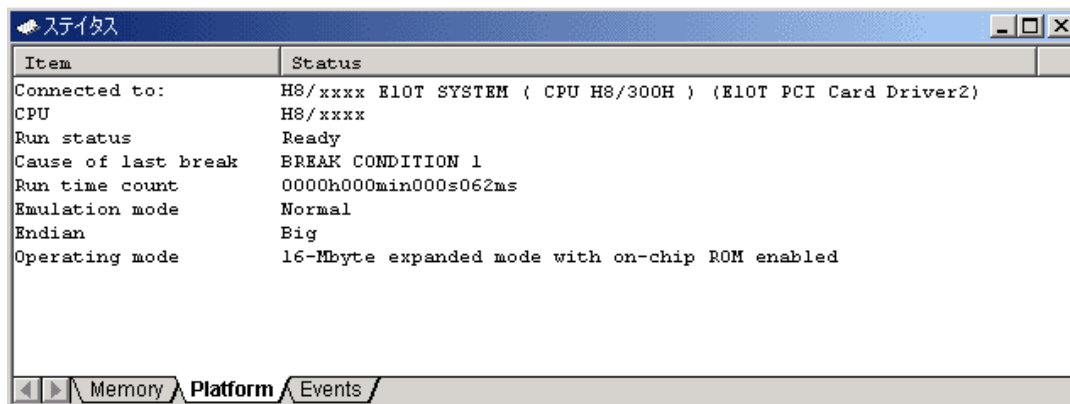 ステイタス
Item Status
Connected to: H8/xxxx E10T SYSTEM ( CPU H8/300H ) (E10T PCI Card Driver2)
CPU H8/xxxx
Run status Ready
Cause of last break BREAK CONDITION 1
Run time count 0000h000min000s062ms
Emulation mode Normal
Endian Big
Operating mode 16-Mbyte expanded mode with on-chip ROM enabled
Memory Platform Events